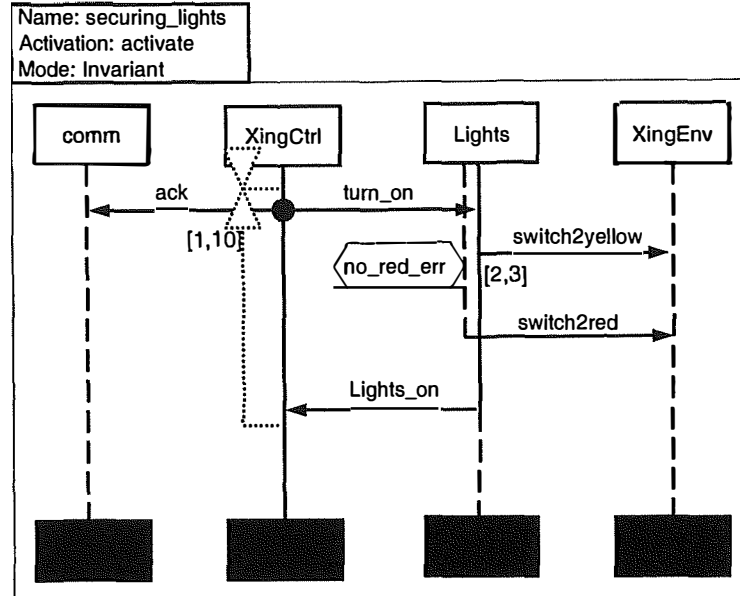 Name: securing_lights
Activation: activate
Mode: Invariant
comm
XingCtrl
Lights
XingEnv
ack
turn_on
[1,10]
switch2yellow
no_red_err
[2,3]
switch2red
Lights_on